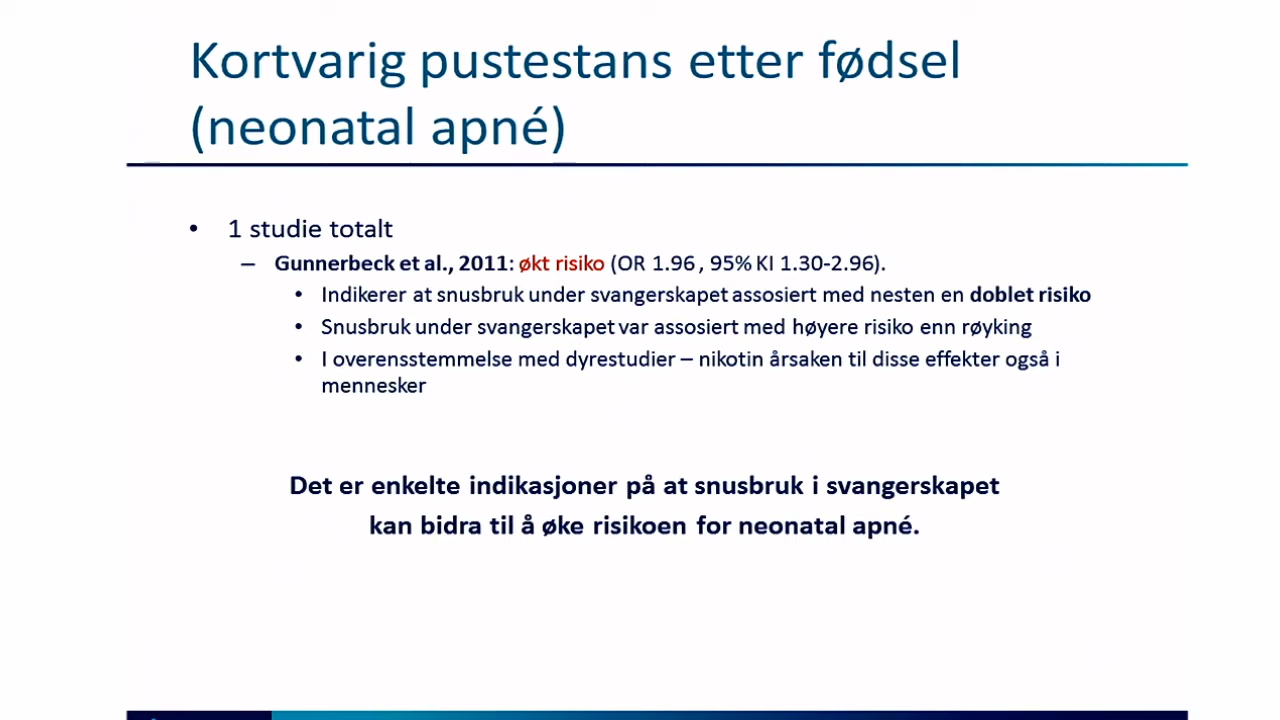 Kortvarig pustestans etter fødsel
(neonatal apné)
• 1 studie totalt
– Gunnerbeck et al., 2011: økt risiko (OR 1.96 , 95% KI 1.30-2.96).
• Indikerer at snusbruk under svangerskapet assosiert med nesten en doblet risiko
• Snusbruk under svangerskapet var assosiert med høyere risiko enn røyking
• I overensstemmelse med dyrestudier – nikotin årsaken til disse effekter også i
mennesker
Det er enkelte indikasjoner på at snusbruk i svangerskapet
kan bidra til å øke risikoen for neonatal apné.